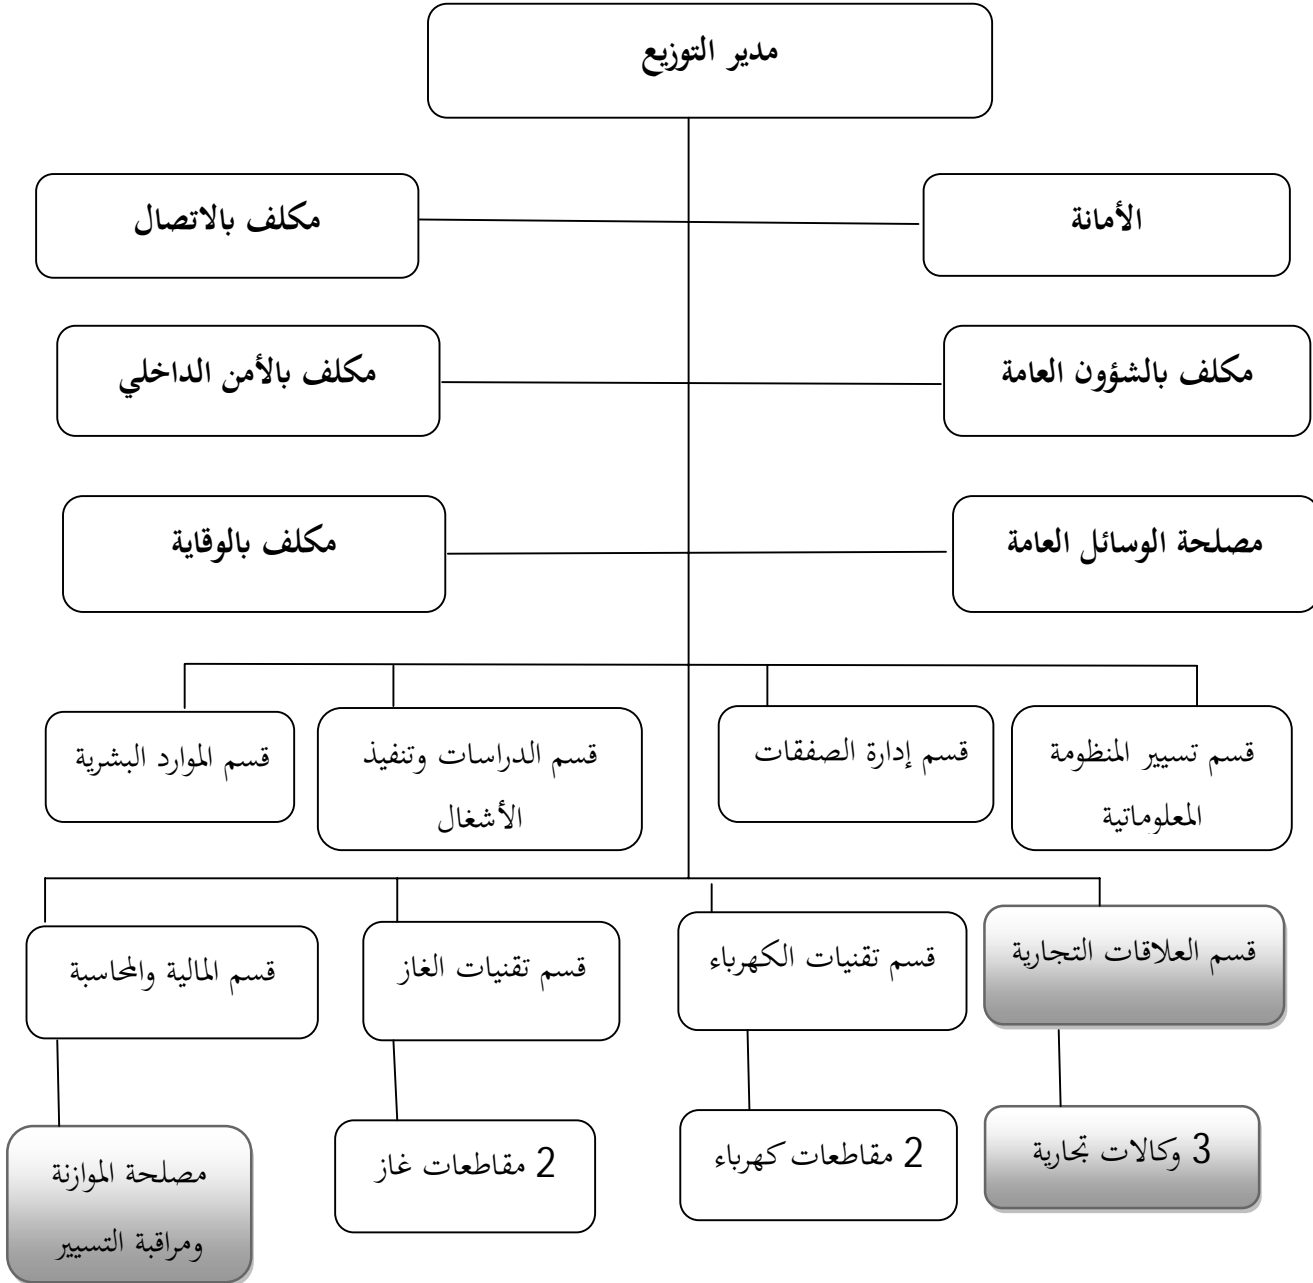 مدير التوزيع
الأمانة
مكلف بالاتصال
مكلف بالشؤون العامة
مكلف بالأمن الداخلي
مصلحة الوسائل العامة
مكلف بالوقاية
قسم تسيير المنظومة
المعلوماتية
قسم إدارة الصفقات
قسم الدراسات وتنفيذ
الأشغال
قسم الموارد البشرية
قسم العلاقات التجارية
قسم تقنيات الكهرباء
قسم تقنيات الغاز
قسم المالية والمحاسبة
3 وكالات تجارية
2 مقاطعات كهرباء
2 مقاطعات غاز
مصلحة الموازنة
ومراقبة التسيير